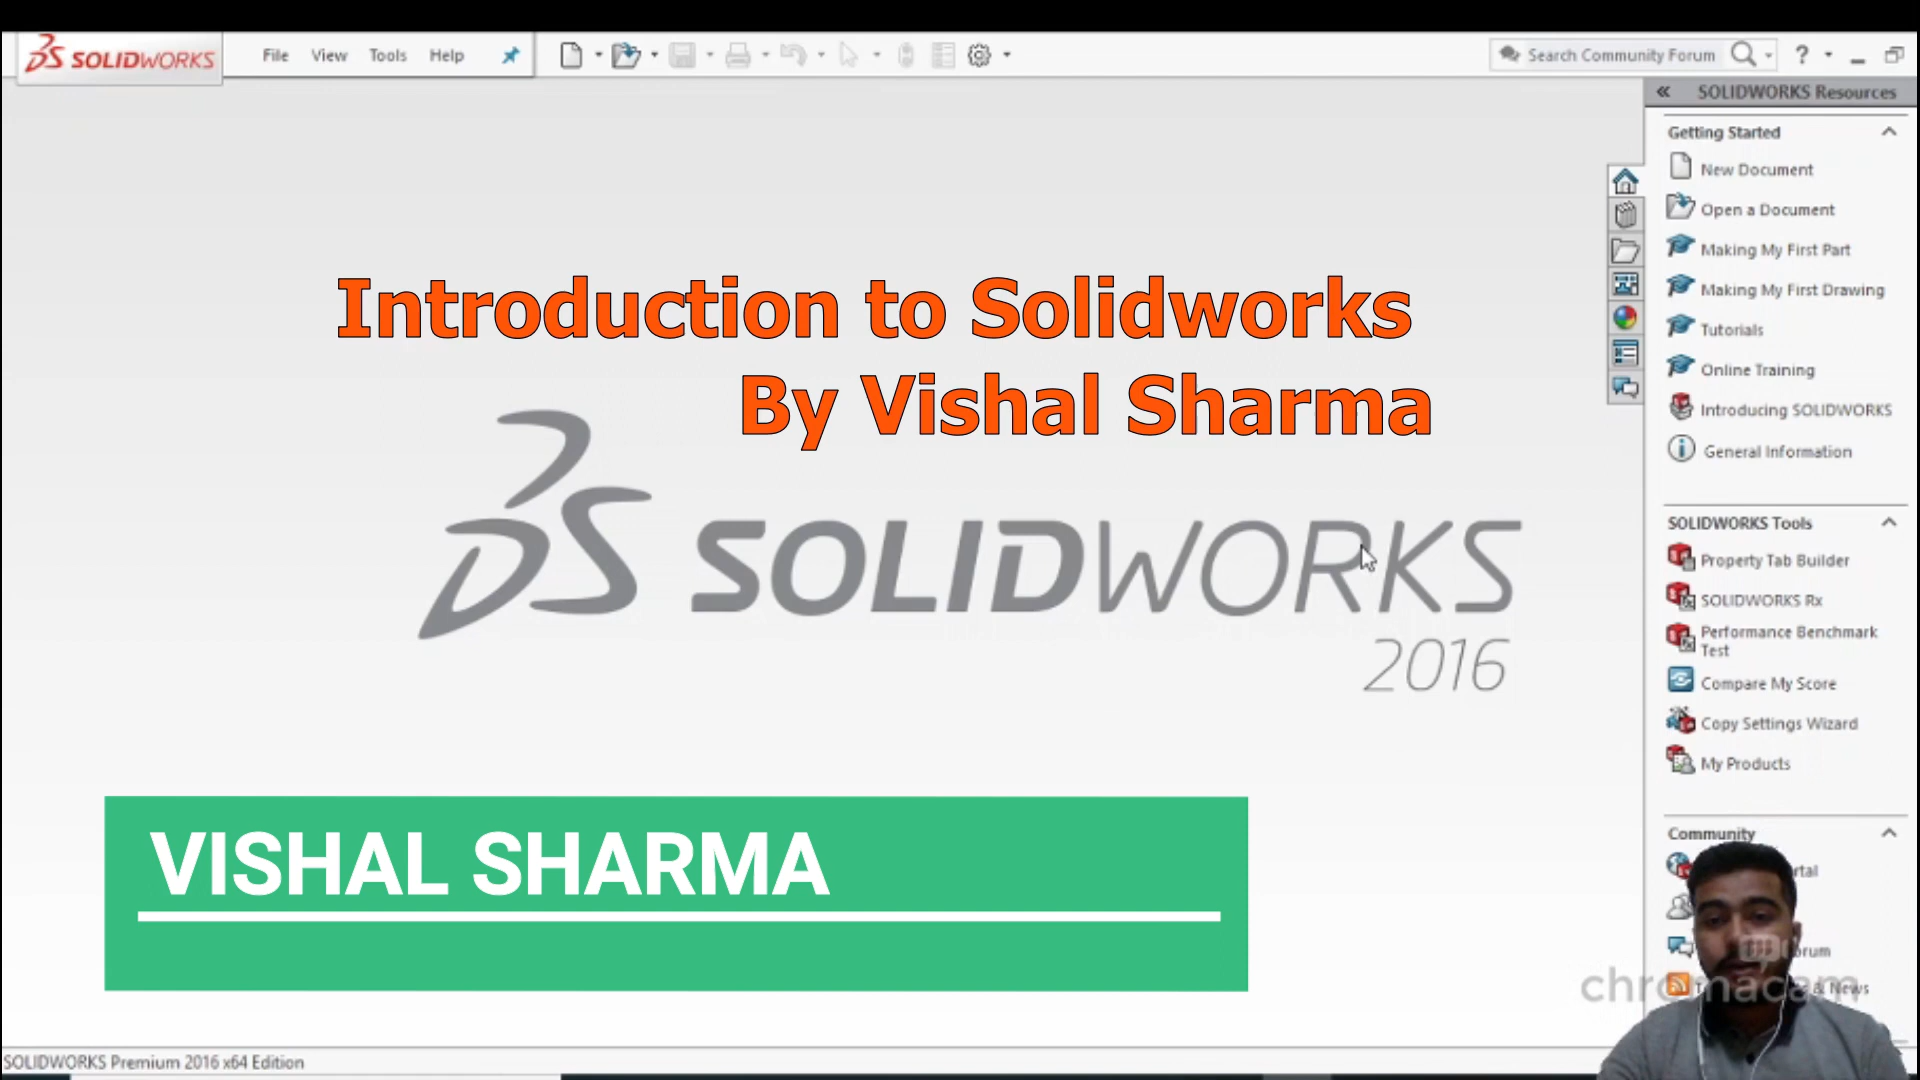 SOLIDWORKS
File View Tools Help
Search Community Forum
?
SOLIDWORKS Resources
Getting Started
New Document
Open a Document
Making My First Part
Making My First Drawing
Tutorials
Online Training
Introducing SOLIDWORKS
General Information
Introduction to Solidworks
By Vishal Sharma
SOLIDWORKS
2016
SOLIDWORKS Tools
Property Tab Builder
SOLIDWORKS Rx
Performance Benchmark
Test
Compare My Score
Copy Settings Wizard
My Products
Community
VISHAL SHARMA
chromacam
& News
SOLIDWORKS Premium 2016 x64 Edition